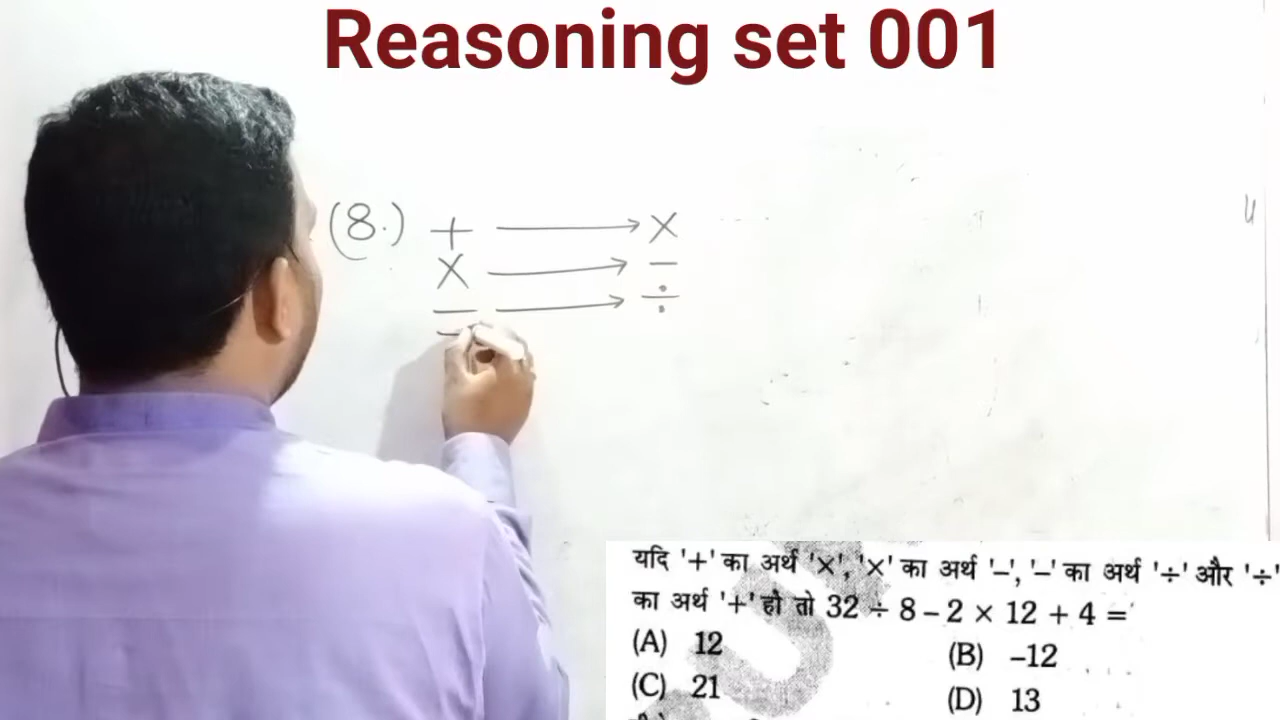 Reasoning set 001
(8.) + ⟶ ×
× ⟶ −
− ⟶ ÷
यदि '+' का अर्थ '×', '×' का अर्थ '–', '–' का अर्थ '÷' और '÷'
का अर्थ '+' हो तो 32 ÷ 8 – 2 × 12 + 4 =
(A) 12
(B) –12
(C) 21
(D) 13